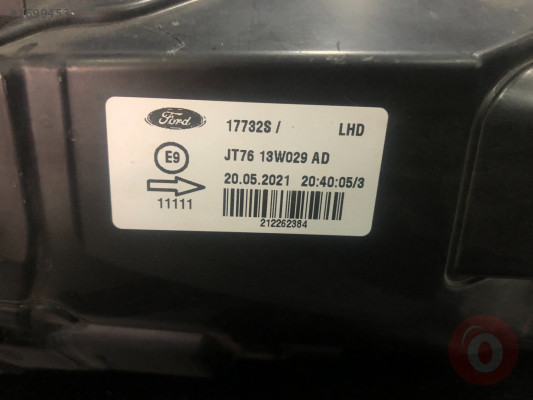 Ford
17732S / LHD
E9
JT76 13W029 AD
20.05.2021 20:40:05/3
11111
212262384